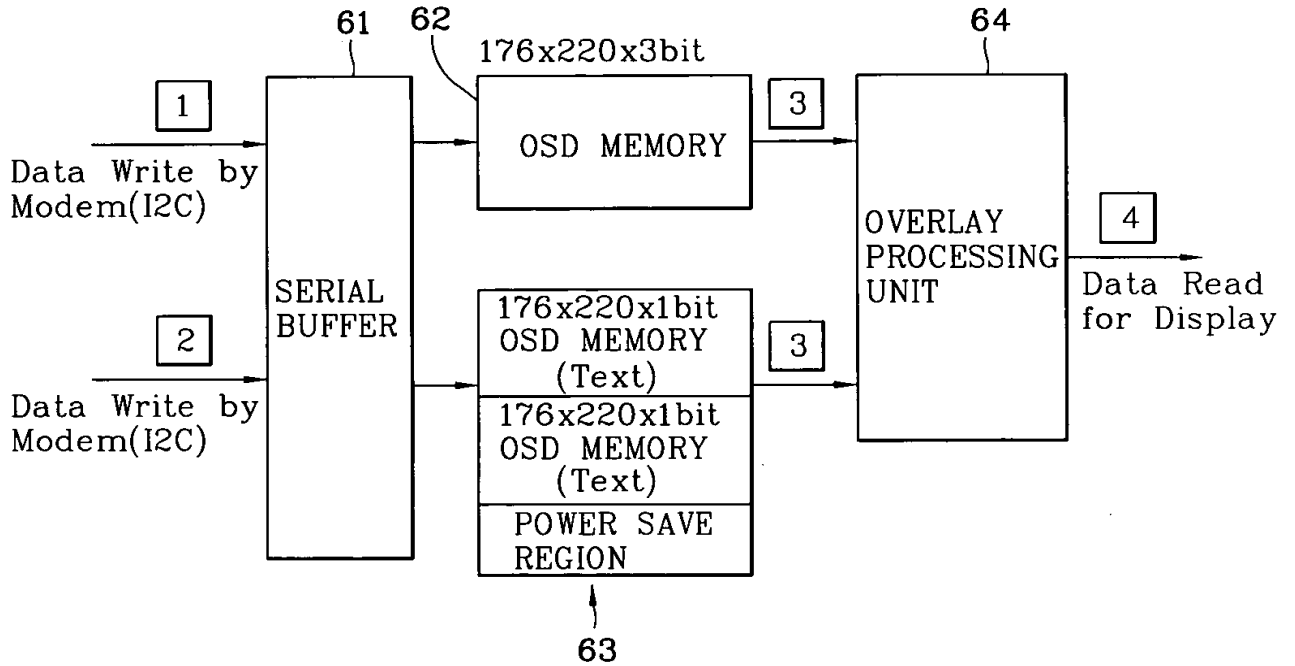 61
62
64
176x220x3bit
1
3
OSD MEMORY
Data Write by
Modem(I2C)
OVERLAY
PROCESSING
UNIT
4
Data Read
for Display
SERIAL
BUFFER
176x220x1bit
OSD MEMORY
(Text)
2
3
Data Write by
Modem(I2C)
176x220x1bit
OSD MEMORY
(Text)
POWER SAVE
REGION
63